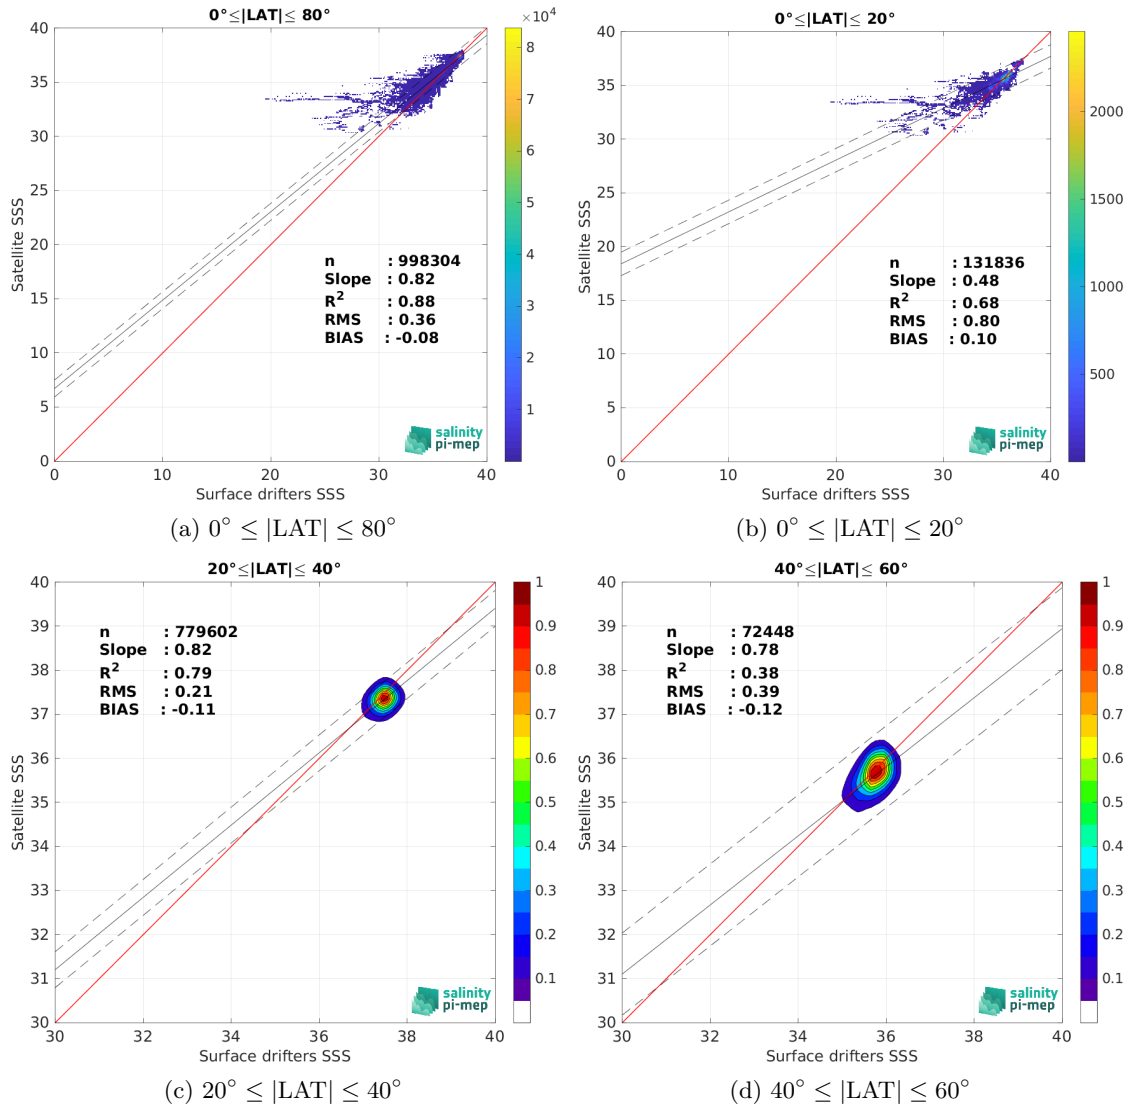 0°≤|LAT|≤ 80°
×10⁴
40
35
30
25
20
15
10
5
0
Satellite SSS
n : 998304
Slope : 0.82
R² : 0.88
RMS : 0.36
BIAS : -0.08
salinity
pi-mep
0 10 20 30 40
Surface drifters SSS
8
7
6
5
4
3
2
1
(a) 0° ≤ |LAT| ≤ 80°
0°≤|LAT|≤ 20°
40
35
30
25
20
15
10
5
0
Satellite SSS
n : 131836
Slope : 0.48
R² : 0.68
RMS : 0.80
BIAS : 0.10
salinity
pi-mep
0 10 20 30 40
Surface drifters SSS
2000
1500
1000
500
(b) 0° ≤ |LAT| ≤ 20°
20°≤|LAT|≤ 40°
40
39
38
37
36
35
34
33
32
31
30
Satellite SSS
n : 779602
Slope : 0.82
R² : 0.79
RMS : 0.21
BIAS : -0.11
salinity
pi-mep
30 32 34 36 38 40
Surface drifters SSS
1
0.9
0.8
0.7
0.6
0.5
0.4
0.3
0.2
0.1
(c) 20° ≤ |LAT| ≤ 40°
40°≤|LAT|≤ 60°
40
39
38
37
36
35
34
33
32
31
30
Satellite SSS
n : 72448
Slope : 0.78
R² : 0.38
RMS : 0.39
BIAS : -0.12
salinity
pi-mep
30 32 34 36 38 40
Surface drifters SSS
1
0.9
0.8
0.7
0.6
0.5
0.4
0.3
0.2
0.1
(d) 40° ≤ |LAT| ≤ 60°